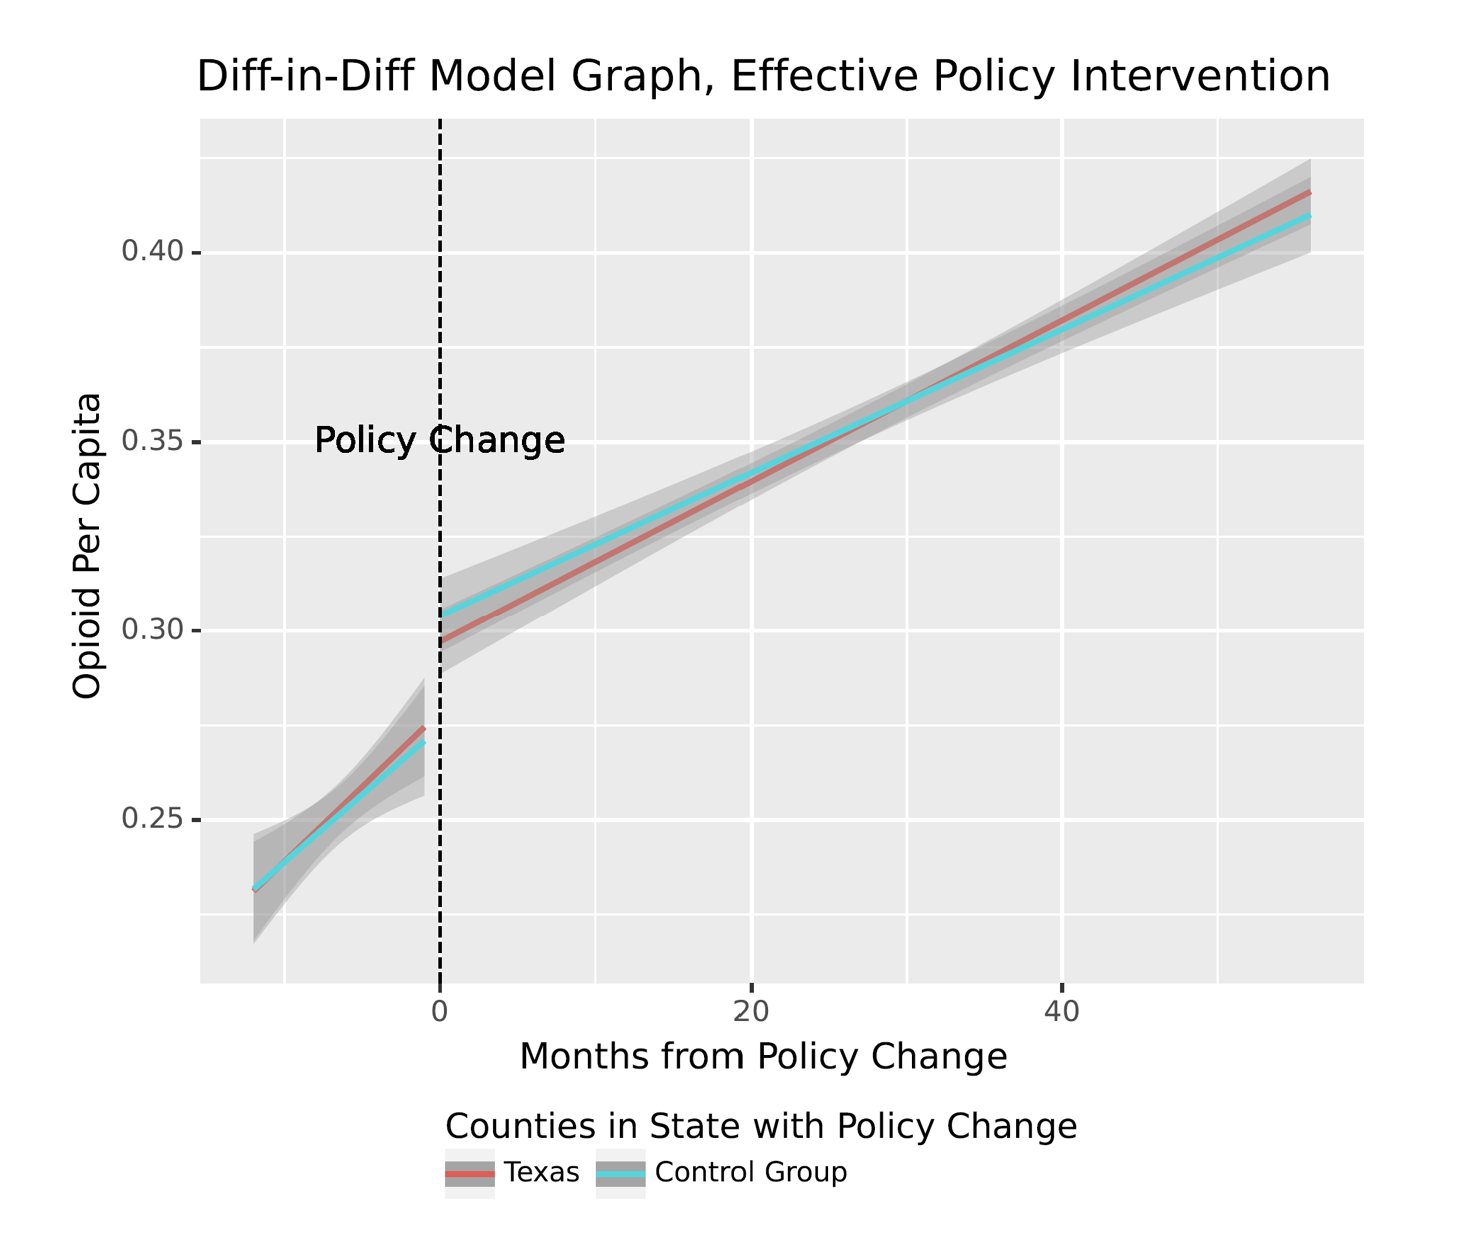 Diff-in-Diff Model Graph, Effective Policy Intervention
Opioid Per Capita
0.40
0.35
0.30
0.25
Policy Change
0 20 40
Months from Policy Change
Counties in State with Policy Change
Texas Control Group